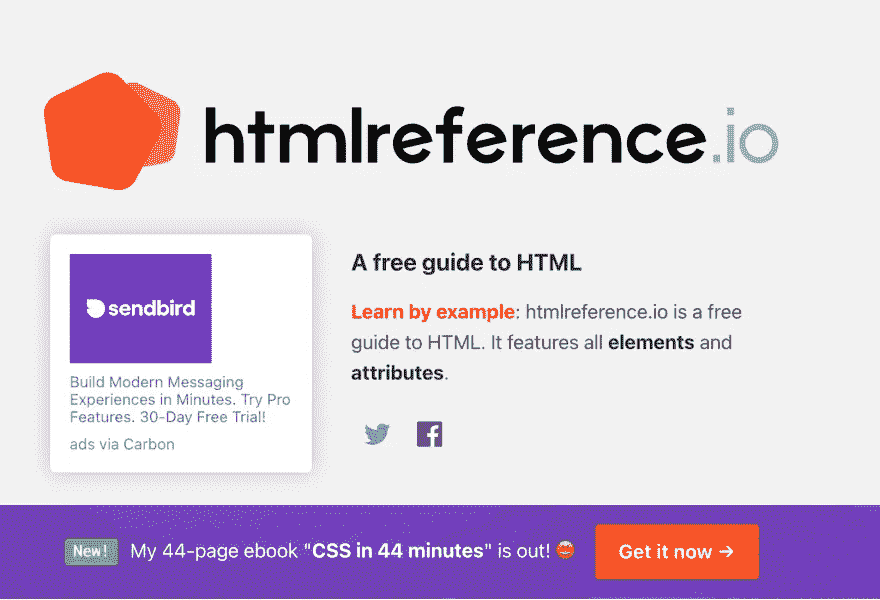 htmlreference.io
sendbird
Build Modern Messaging
Experiences in Minutes. Try Pro
Features. 30-Day Free Trial!
ads via Carbon
A free guide to HTML
Learn by example: htmlreference.io is a free
guide to HTML. It features all elements and
attributes.
New! My 44-page ebook "CSS in 44 minutes" is out! Get it now →